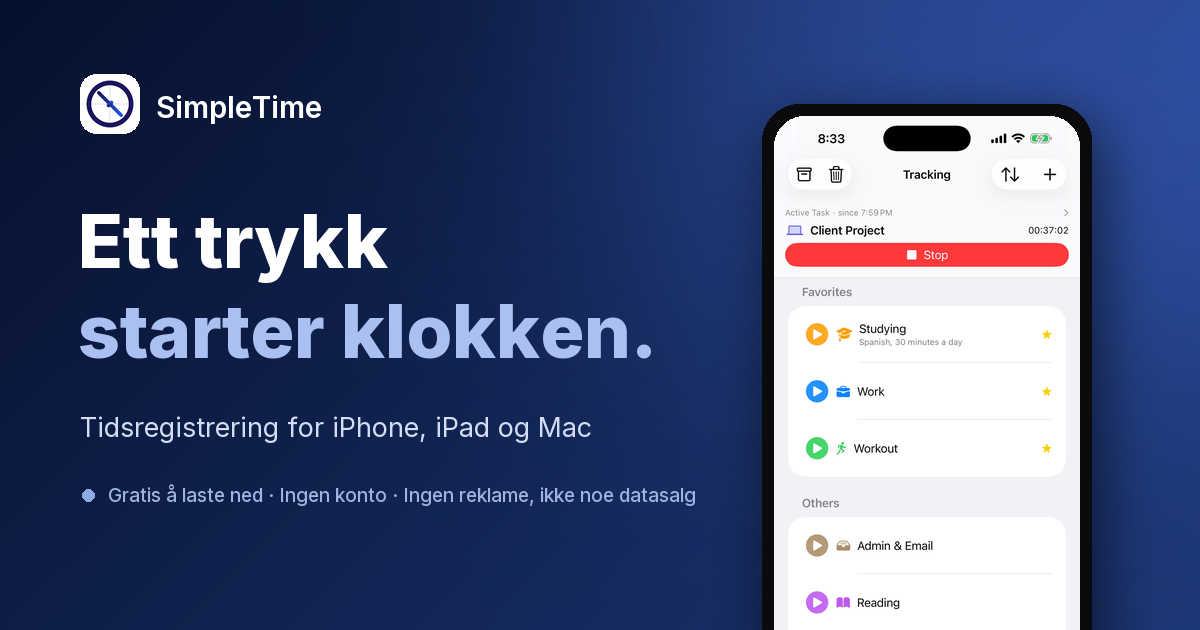 SimpleTime
Ett trykk
starter klokken.
Tidsregistrering for iPhone, iPad og Mac
Gratis å laste ned · Ingen konto · Ingen reklame, ikke noe datasalg
8:33
Tracking
Active Task · since 7:59 PM
Client Project 00:37:02
Stop
Favorites
Studying
Spanish, 30 minutes a day
Work
Workout
Others
Admin & Email
Reading